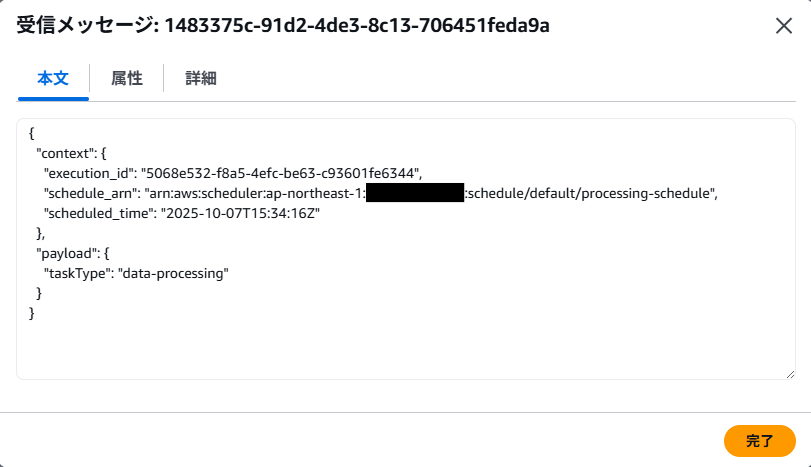 受信メッセージ: 1483375c-91d2-4de3-8c13-706451feda9a
本文
属性
詳細
{
  "context": {
    "execution_id": "5068e532-f8a5-4efc-be63-c93601fe6344",
    "schedule_arn": "arn:aws:scheduler:ap-northeast-1: :schedule/default/processing-schedule",
    "scheduled_time": "2025-10-07T15:34:16Z"
  },
  "payload": {
    "taskType": "data-processing"
  }
}
完了